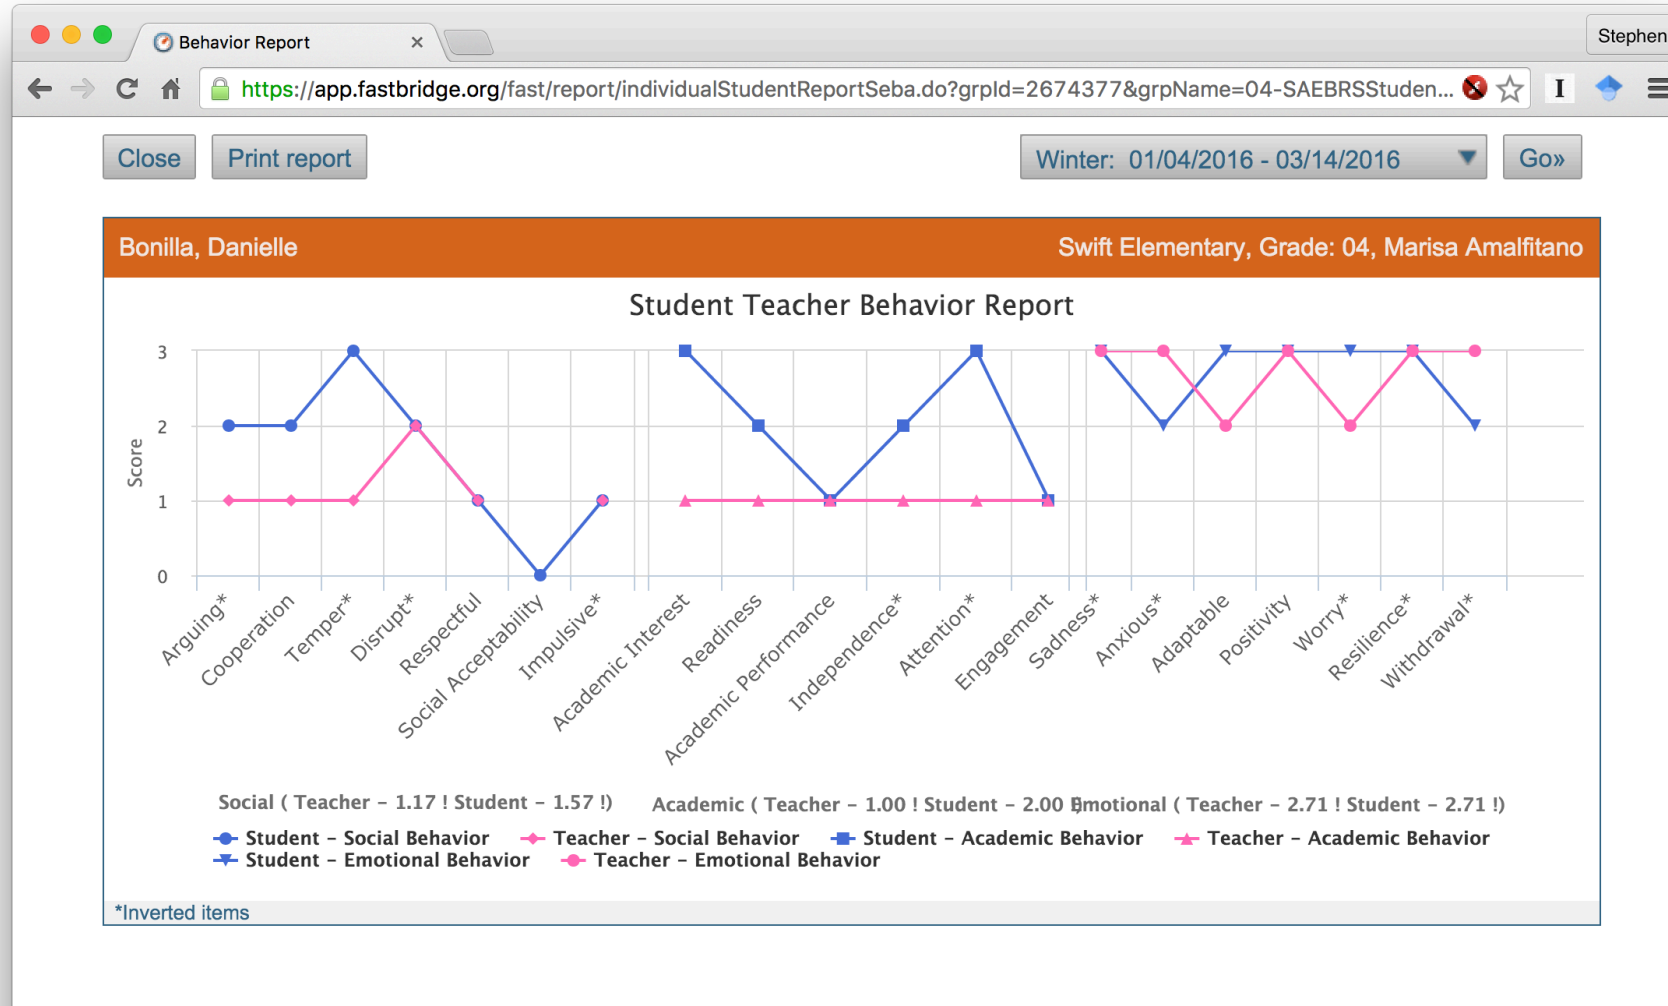 Behavior Report
Stephen
https://app.fastbridge.org/fast/report/individualStudentReportSeba.do?grpId=2674377&grpName=04-SAEBRSStuden...
I
Close
Print report
Winter: 01/04/2016 - 03/14/2016
Go»
Bonilla, Danielle
Swift Elementary, Grade: 04, Marisa Amalfitano
Student Teacher Behavior Report
Score
3
2
1
0
Arguing*
Cooperation
Temper*
Disrupt*
Respectful
Social Acceptability
Impulsive*
Academic Interest
Readiness
Academic Performance
Independence*
Attention*
Engagement
Sadness*
Anxious*
Adaptable
Positivity
Worry*
Resilience*
Withdrawal*
Social ( Teacher - 1.17 ! Student - 1.57 !)
Academic ( Teacher - 1.00 ! Student - 2.00
Emotional ( Teacher - 2.71 ! Student - 2.71 !)
Student - Social Behavior
Teacher - Social Behavior
Student - Academic Behavior
Teacher - Academic Behavior
Student - Emotional Behavior
Teacher - Emotional Behavior
*Inverted items